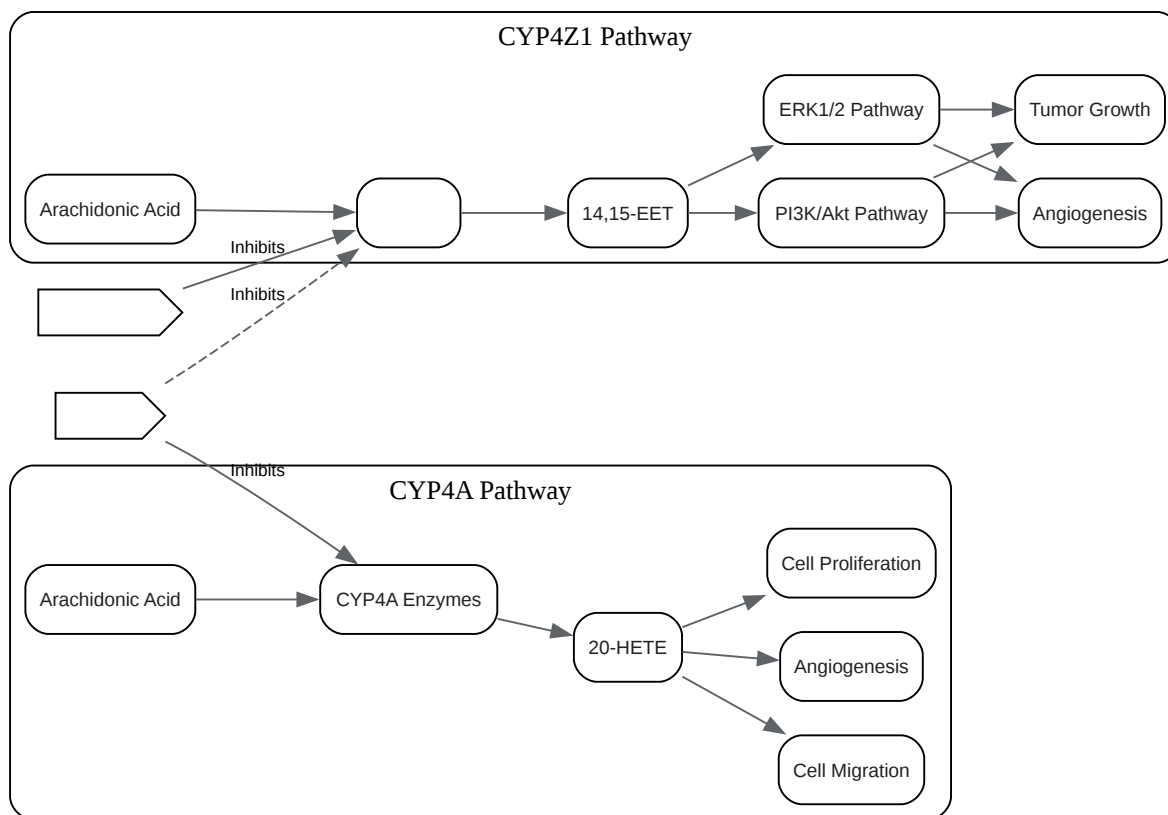 CYP4Z1 Pathway
ERK1/2 Pathway
Tumor Growth
Arachidonic Acid
14,15-EET
PI3K/Akt Pathway
Angiogenesis
Inhibits
Inhibits
Inhibits
CYP4A Pathway
Cell Proliferation
Arachidonic Acid
CYP4A Enzymes
20-HETE
Angiogenesis
Cell Migration